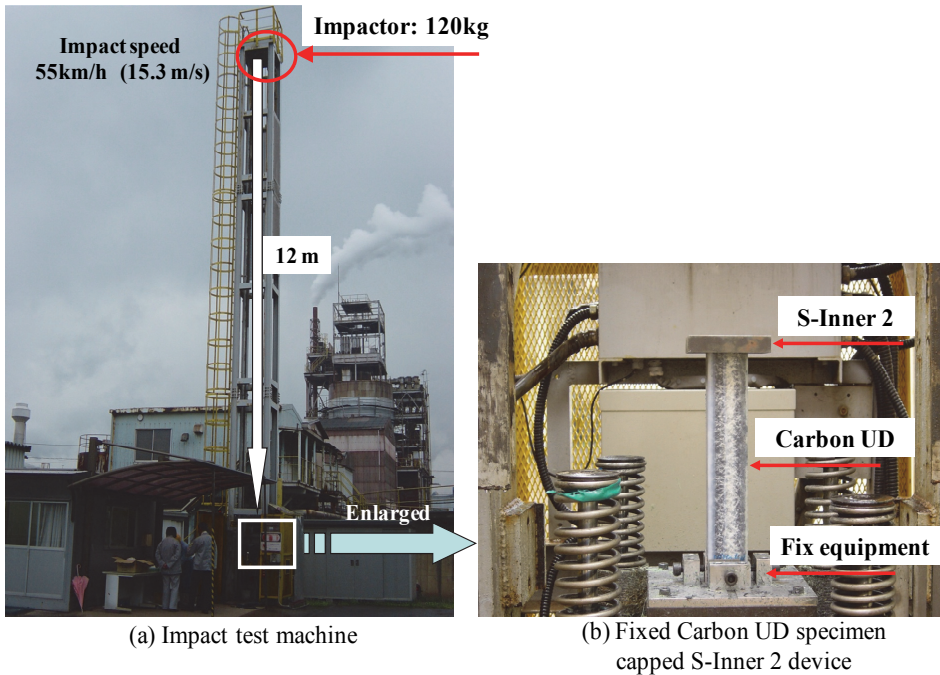 Impactor: 120kg
Impact speed
55km/h (15.3 m/s)
12 m
Enlarged
S-Inner 2
Carbon UD
Fix equipment
(a) Impact test machine
(b) Fixed Carbon UD specimen
capped S-Inner 2 device